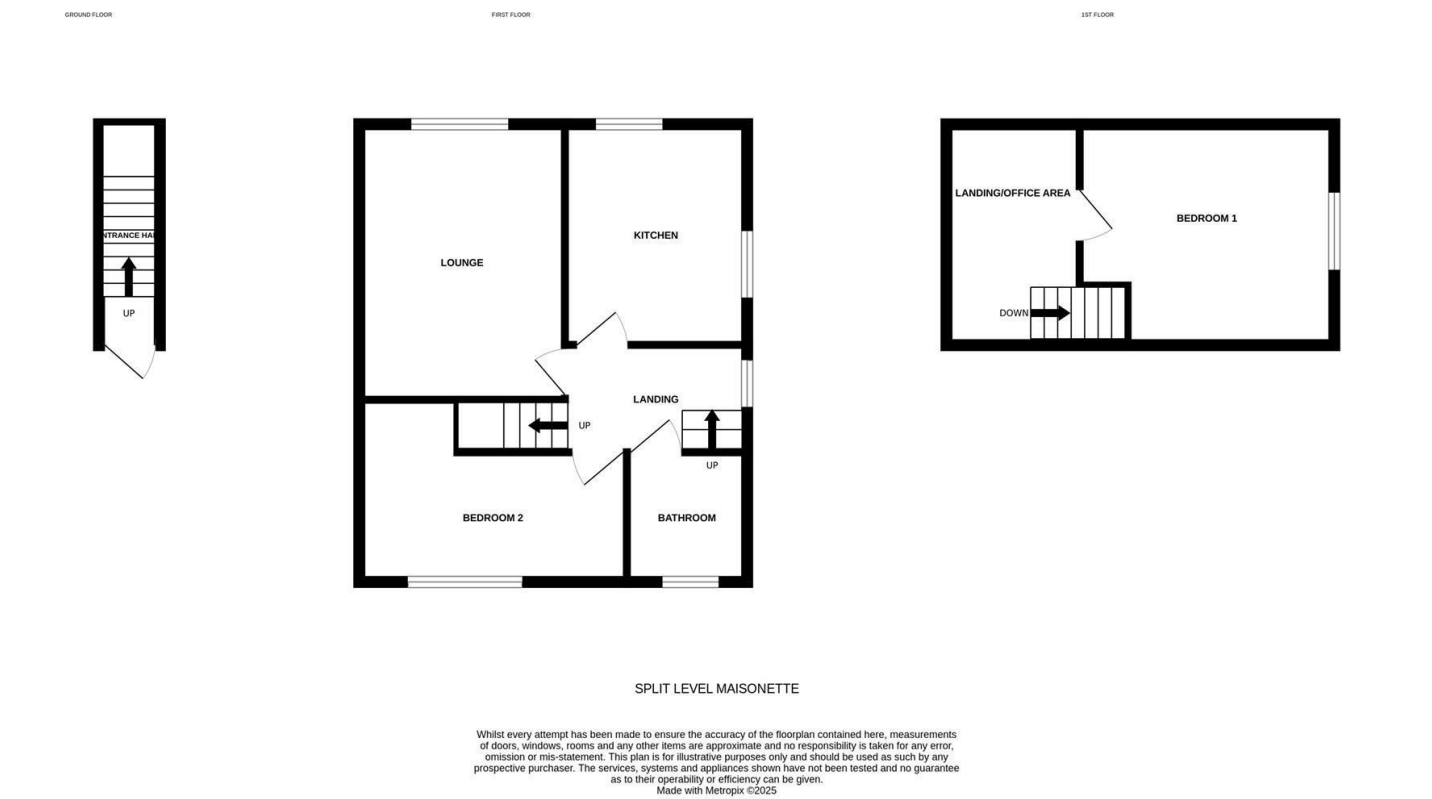 GROUND FLOOR
FIRST FLOOR
1ST FLOOR
NTRANCE HAL
UP
LOUNGE
KITCHEN
LANDING
UP
UP
BEDROOM 2
BATHROOM
LANDING/OFFICE AREA
BEDROOM 1
DOWN
SPLIT LEVEL MAISONETTE
Whilst every attempt has been made to ensure the accuracy of the floorplan contained here, measurements
of doors, windows, rooms and any other items are approximate and no responsibility is taken for any error,
omission or mis-statement. This plan is for illustrative purposes only and should be used as such by any
prospective purchaser. The services, systems and appliances shown have not been tested and no guarantee
as to their operability or efficiency can be given.
Made with Metropix ©2025